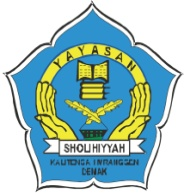 YAYASAN
SHOLIHIYYAH
KALITENGAH MRANGGEN
DEMAK